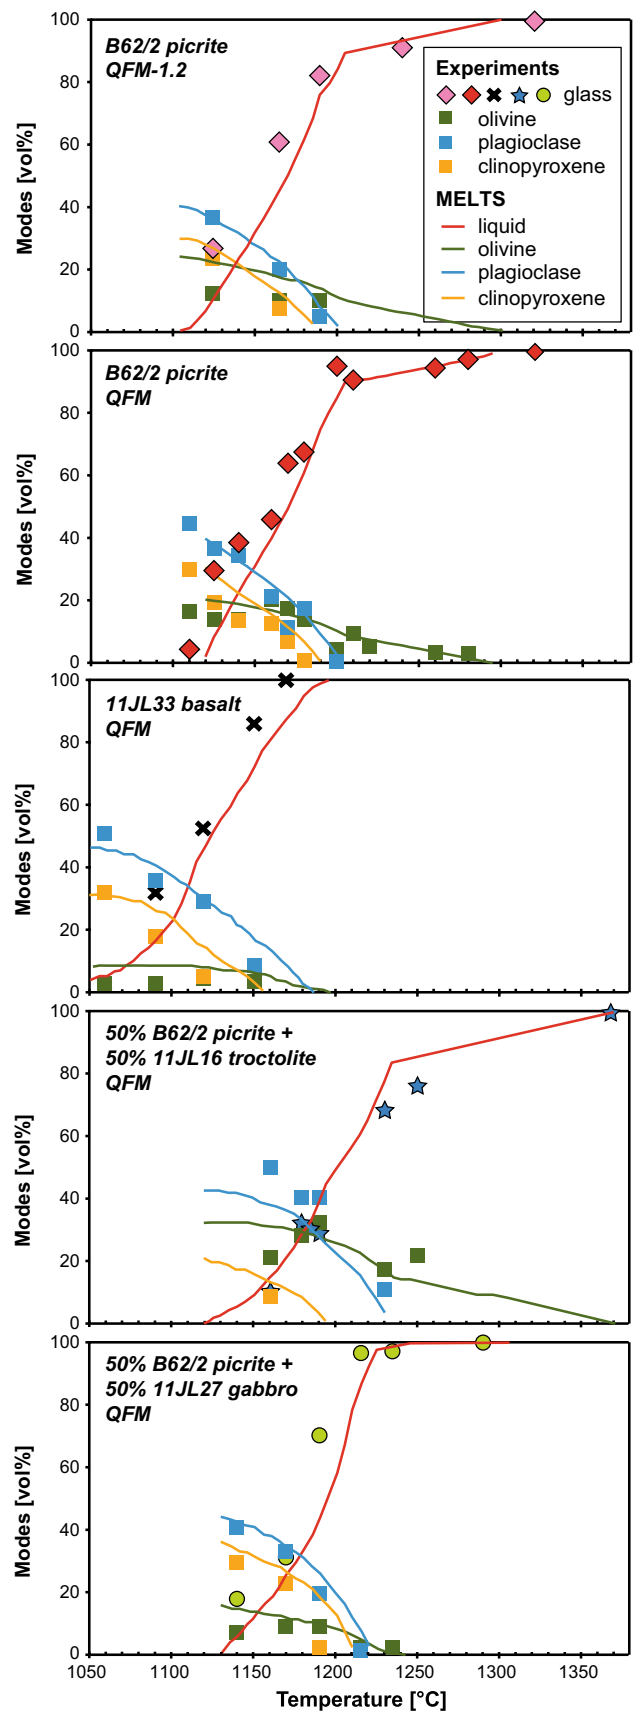 B62/2 picrite
QFM-1.2
Experiments
glass
olivine
plagioclase
clinopyroxene
MELTS
liquid
olivine
plagioclase
clinopyroxene
Modes [vol%]
100
80
60
40
20
0
B62/2 picrite
QFM
Modes [vol%]
100
80
60
40
20
0
11JL33 basalt
QFM
Modes [vol%]
100
80
60
40
20
0
50% B62/2 picrite +
50% 11JL16 troctolite
QFM
Modes [vol%]
100
80
60
40
20
0
50% B62/2 picrite +
50% 11JL27 gabbro
QFM
Modes [vol%]
100
80
60
40
20
0
1050 1100 1150 1200 1250 1300 1350
Temperature [°C]